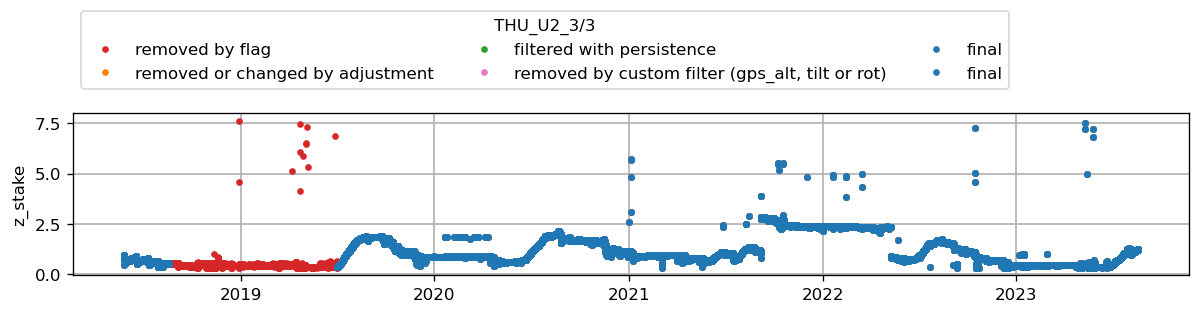 THU_U2_3/3
removed by flag
removed or changed by adjustment
filtered with persistence
removed by custom filter (gps_alt, tilt or rot)
final
final
z_stake
7.5
5.0
2.5
0.0
2019 2020 2021 2022 2023